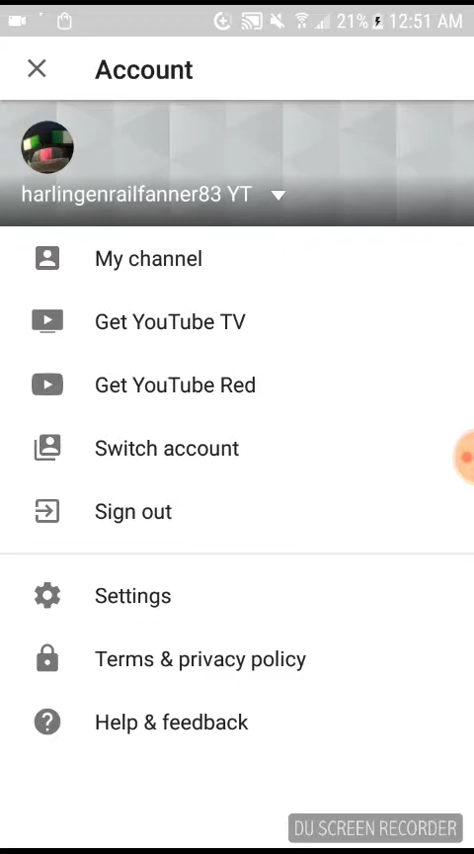 21% 12:51 AM
Account
harlingenrailfanner83 YT
My channel
Get YouTube TV
Get YouTube Red
Switch account
Sign out
Settings
Terms & privacy policy
Help & feedback
DU SCREEN RECORDER